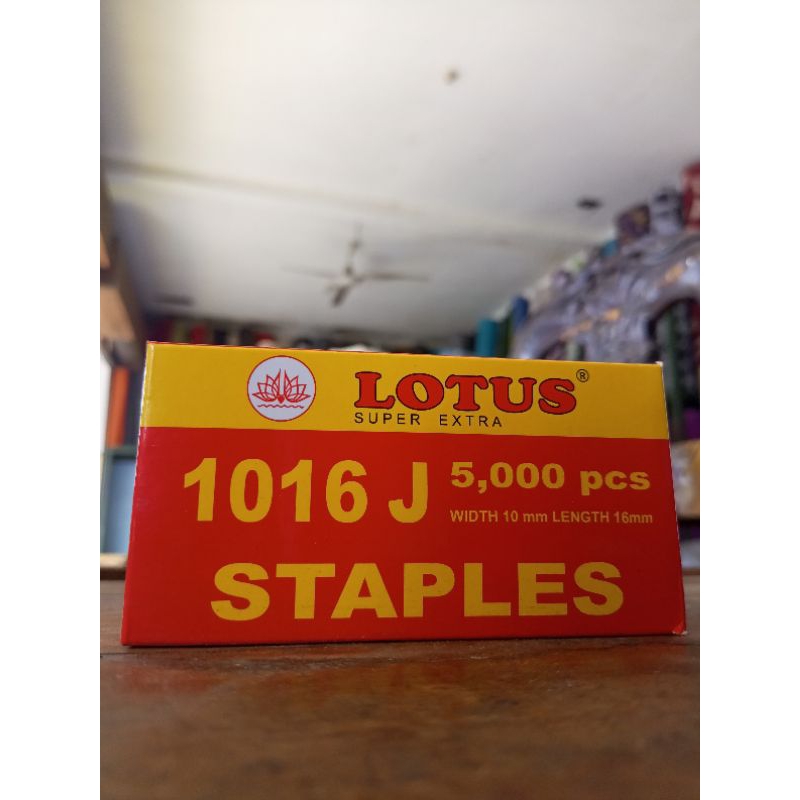 LOTUS®
SUPER EXTRA
1016 J
5,000 pcs
WIDTH 10 mm LENGTH 16mm
STAPLES